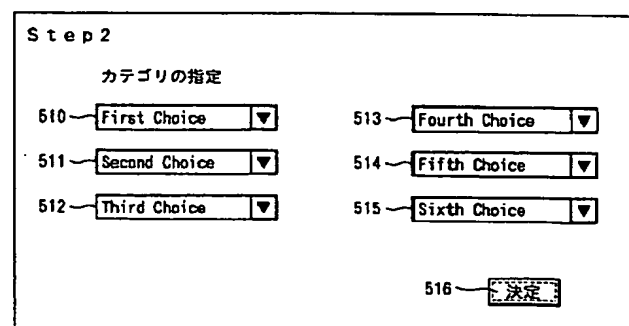 Step2
カテゴリの指定
510 First Choice ▼
511 Second Choice ▼
512 Third Choice ▼
513 Fourth Choice ▼
514 Fifth Choice ▼
515 Sixth Choice ▼
516 決定